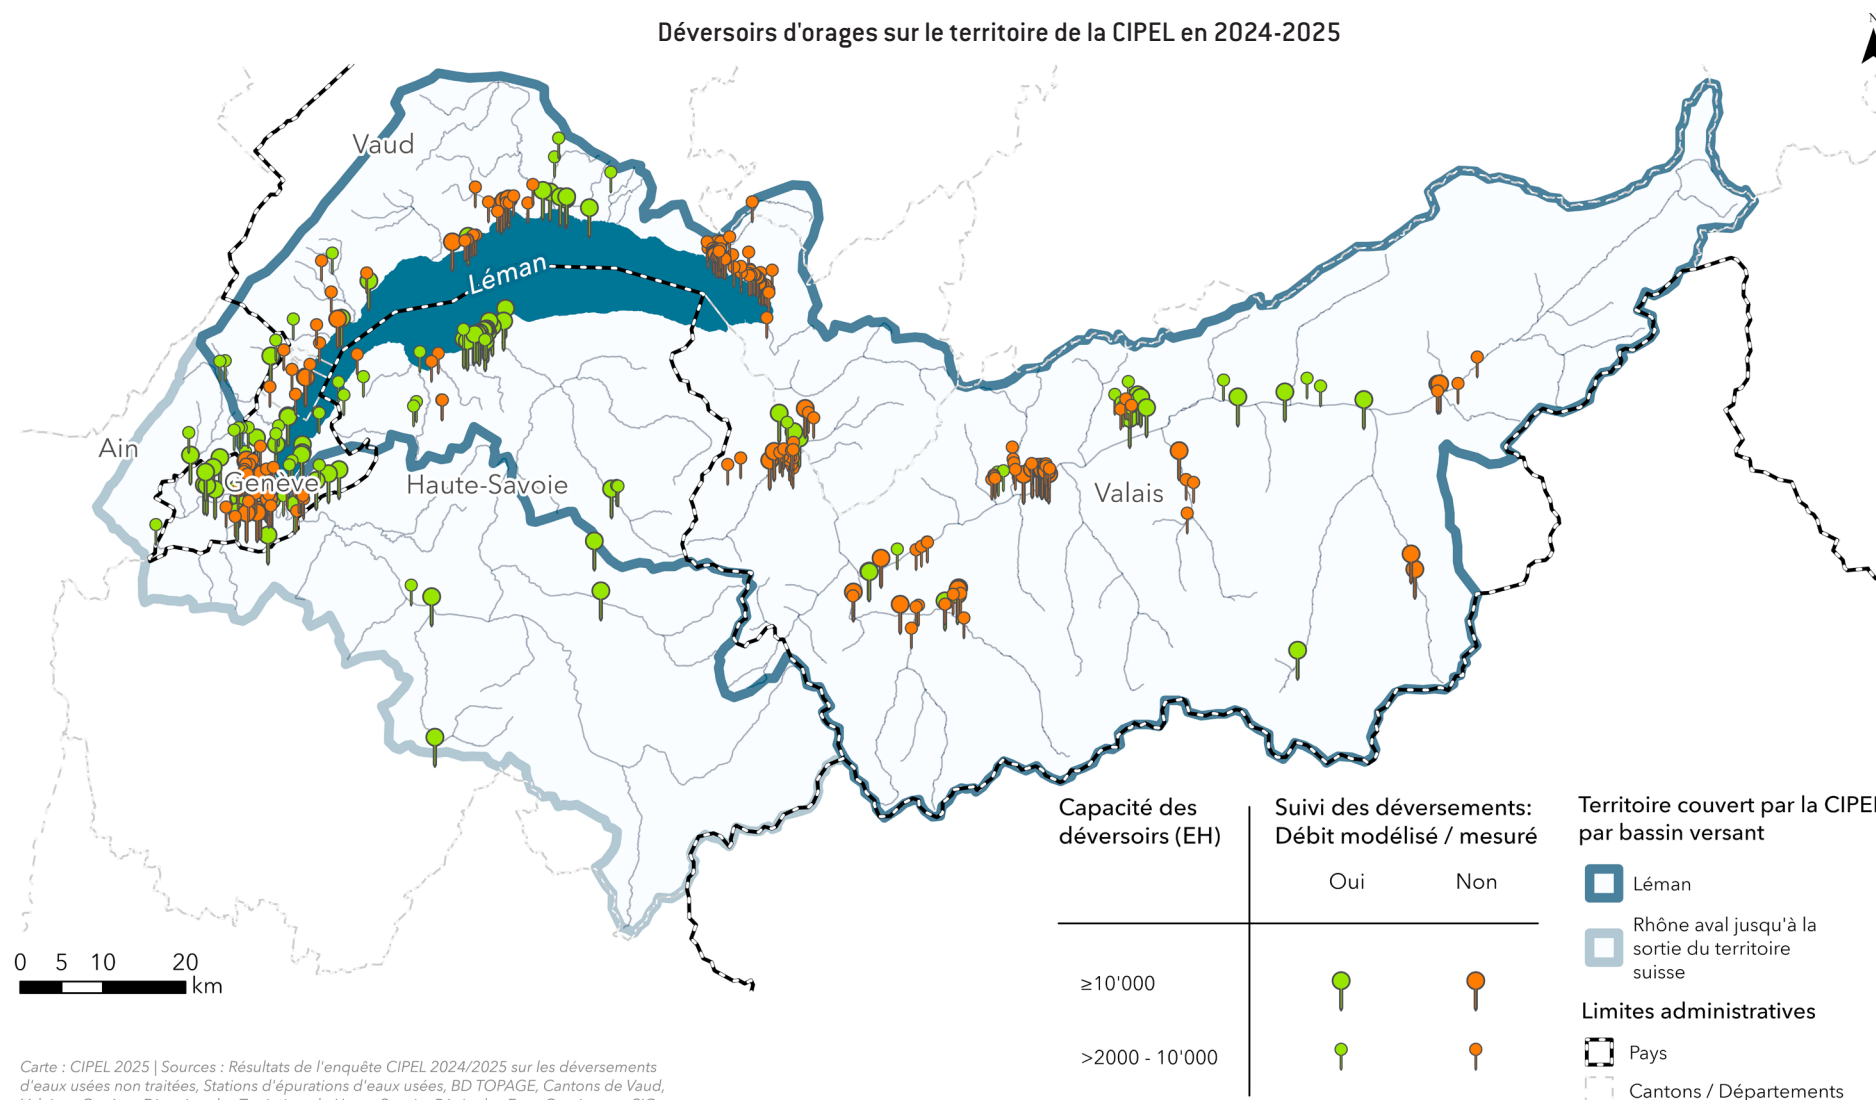 Déversoirs d'orages sur le territoire de la CIPEL en 2024-2025
N
Vaud
Léman
Ain
Genève
Haute-Savoie
Valais
Capacité des
déversoirs (EH)
Suivi des déversements:
Débit modélisé / mesuré
Oui Non
≥10'000
>2000 - 10'000
Territoire couvert par la CIPEL
par bassin versant
Léman
Rhône aval jusqu'à la
sortie du territoire
suisse
Limites administratives
Pays
Cantons / Départements
0 5 10 20
km
Carte : CIPEL 2025 | Sources : Résultats de l'enquête CIPEL 2024/2025 sur les déversements
d'eaux usées non traitées, Stations d'épurations d'eaux usées, BD TOPAGE, Cantons de Vaud,